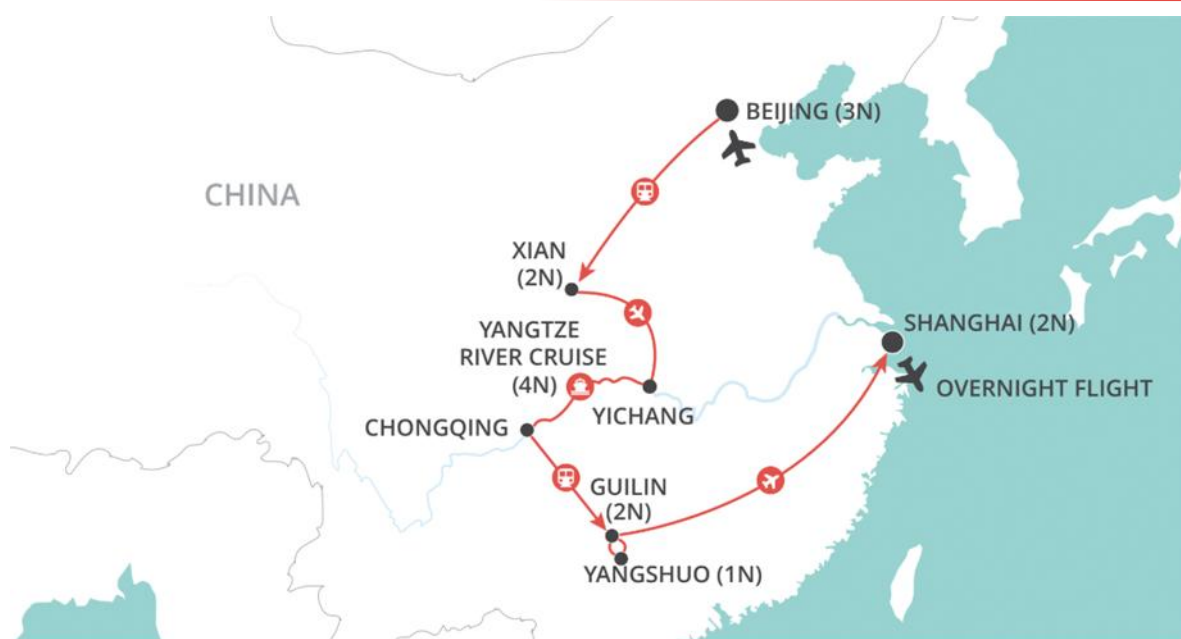 BEIJING (3N)
CHINA
XIAN
(2N)
SHANGHAI (2N)
YANGTZE
RIVER CRUISE
(4N)
OVERNIGHT FLIGHT
YICHANG
CHONGQING
GUILIN
(2N)
YANGSHUO (1N)